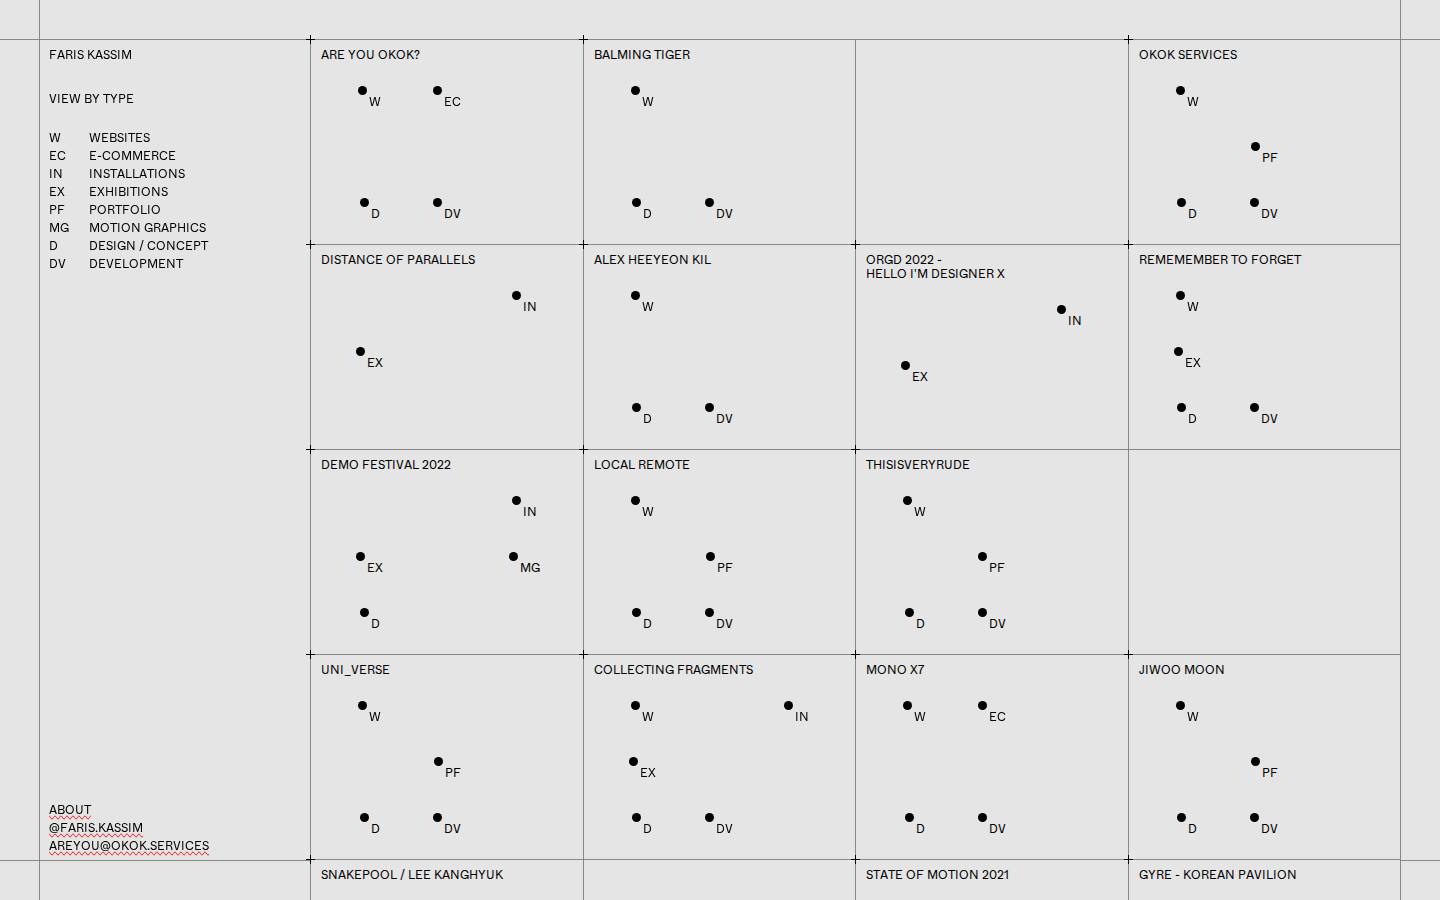 FARIS KASSIM
VIEW BY TYPE
W WEBSITES
EC E-COMMERCE
IN INSTALLATIONS
EX EXHIBITIONS
PF PORTFOLIO
MG MOTION GRAPHICS
D DESIGN / CONCEPT
DV DEVELOPMENT
ABOUT
@FARIS.KASSIM
AREYOU@OKOK.SERVICES
ARE YOU OKOK?
W EC
D DV
BALMING TIGER
W
D DV
OKOK SERVICES
W
PF
D DV
DISTANCE OF PARALLELS
IN
EX
ALEX HEEYEON KIL
W
D DV
ORGD 2022 -
HELLO I'M DESIGNER X
IN
EX
REMEMEMBER TO FORGET
W
EX
D DV
DEMO FESTIVAL 2022
IN
EX MG
D
LOCAL REMOTE
W
PF
D DV
THISISVERYRUDE
W
PF
D DV
UNI_VERSE
W
PF
D DV
COLLECTING FRAGMENTS
W IN
EX
D DV
MONO X7
W EC
D DV
JIWOO MOON
W
PF
D DV
SNAKEPOOL / LEE KANGHYUK
STATE OF MOTION 2021
GYRE - KOREAN PAVILION